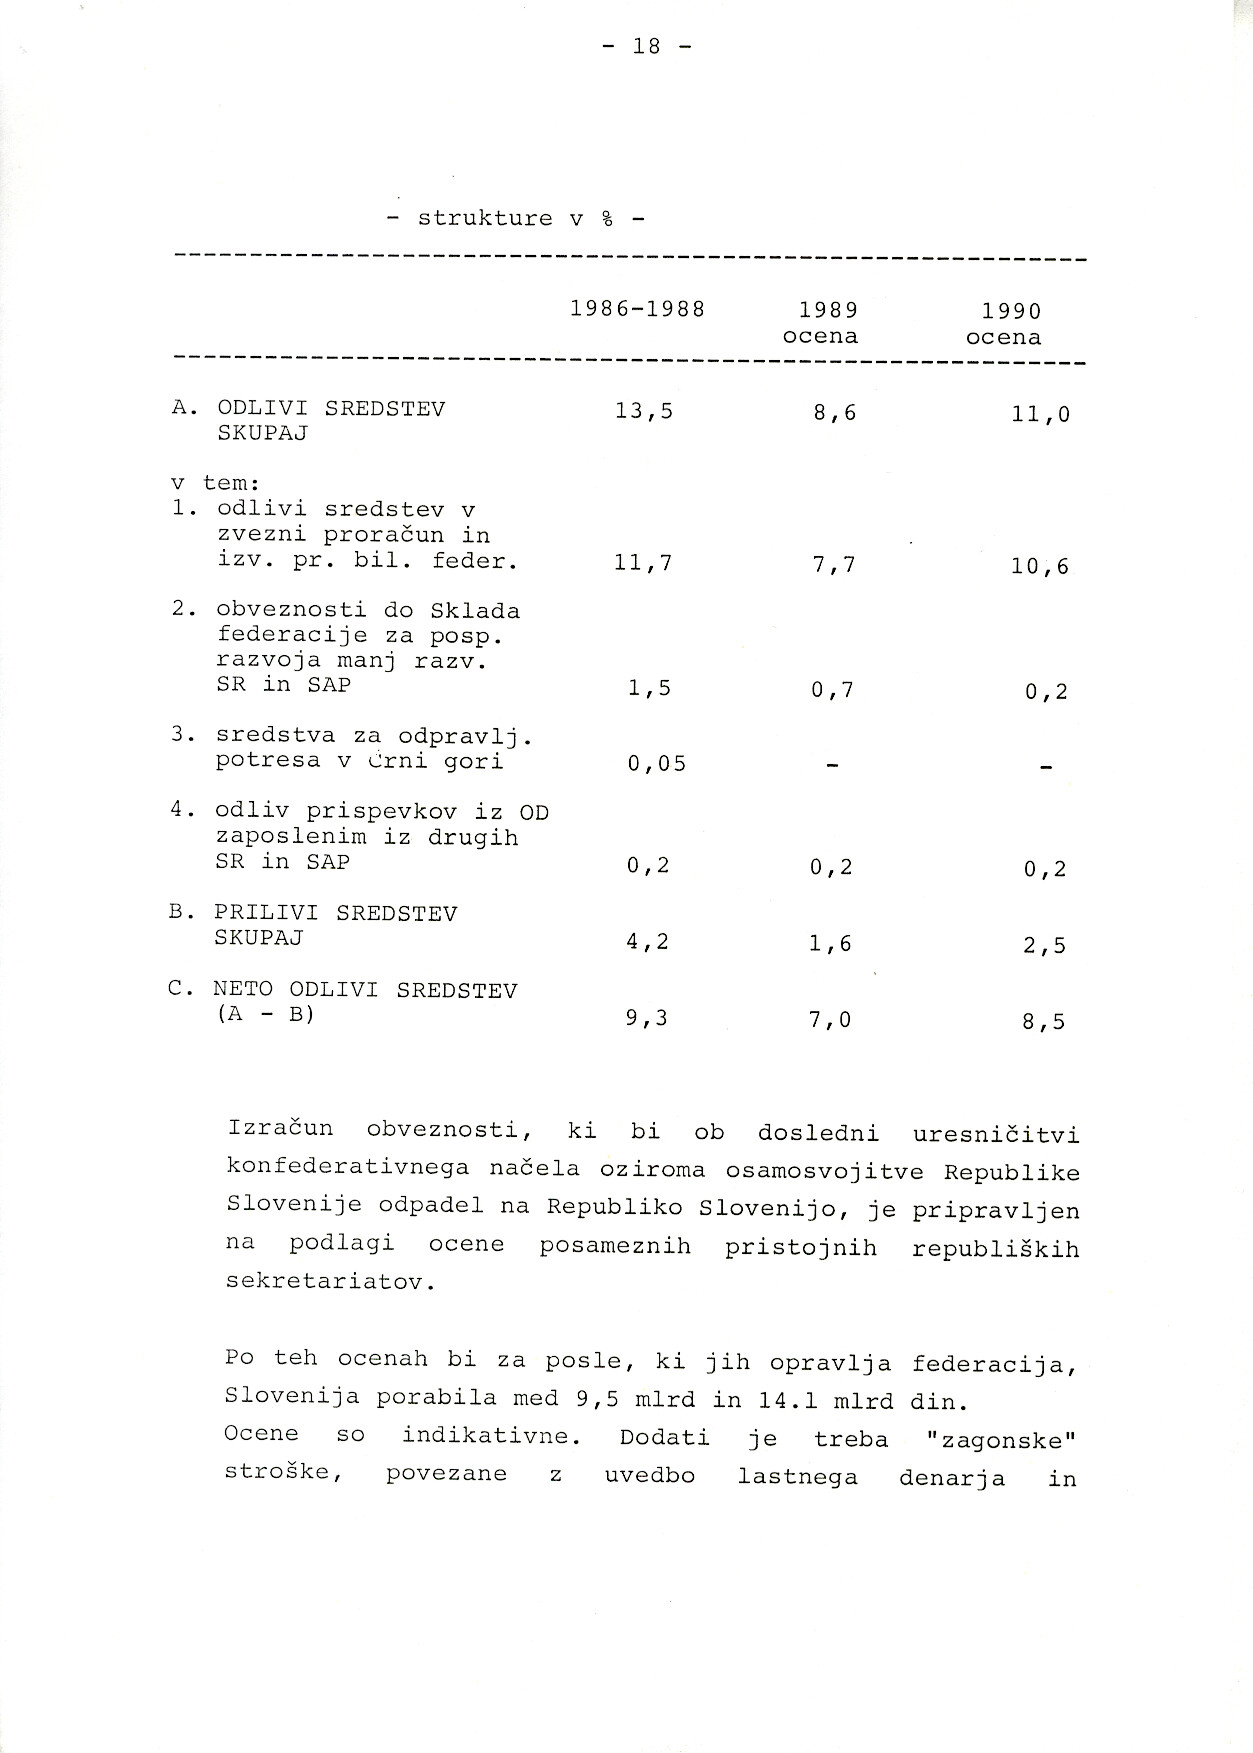 - 18 -
- strukture v % -
1986-1988 1989 1990
ocena ocena
A. ODLIVI SREDSTEV 13,5 8,6 11,0
SKUPAJ
v tem:
1. odlivi sredstev v
zvezni proračun in
izv. pr. bil. feder. 11,7 7,7 10,6
2. obveznosti do Sklada
federacije za posp.
razvoja manj razv.
SR in SAP 1,5 0,7 0,2
3. sredstva za odpravlj.
potresa v Črni gori 0,05 - -
4. odliv prispevkov iz OD
zaposlenim iz drugih
SR in SAP 0,2 0,2 0,2
B. PRILIVI SREDSTEV
SKUPAJ 4,2 1,6 2,5
C. NETO ODLIVI SREDSTEV
(A - B) 9,3 7,0 8,5
Izračun obveznosti, ki bi ob dosledni uresničitvi
konfederativnega načela oziroma osamosvojitve Republike
Slovenije odpadel na Republiko Slovenijo, je pripravljen
na podlagi ocene posameznih pristojnih republiških
sekretariatov.
Po teh ocenah bi za posle, ki jih opravlja federacija,
Slovenija porabila med 9,5 mlrd in 14.1 mlrd din.
Ocene so indikativne. Dodati je treba "zagonske"
stroške, povezane z uvedbo lastnega denarja in